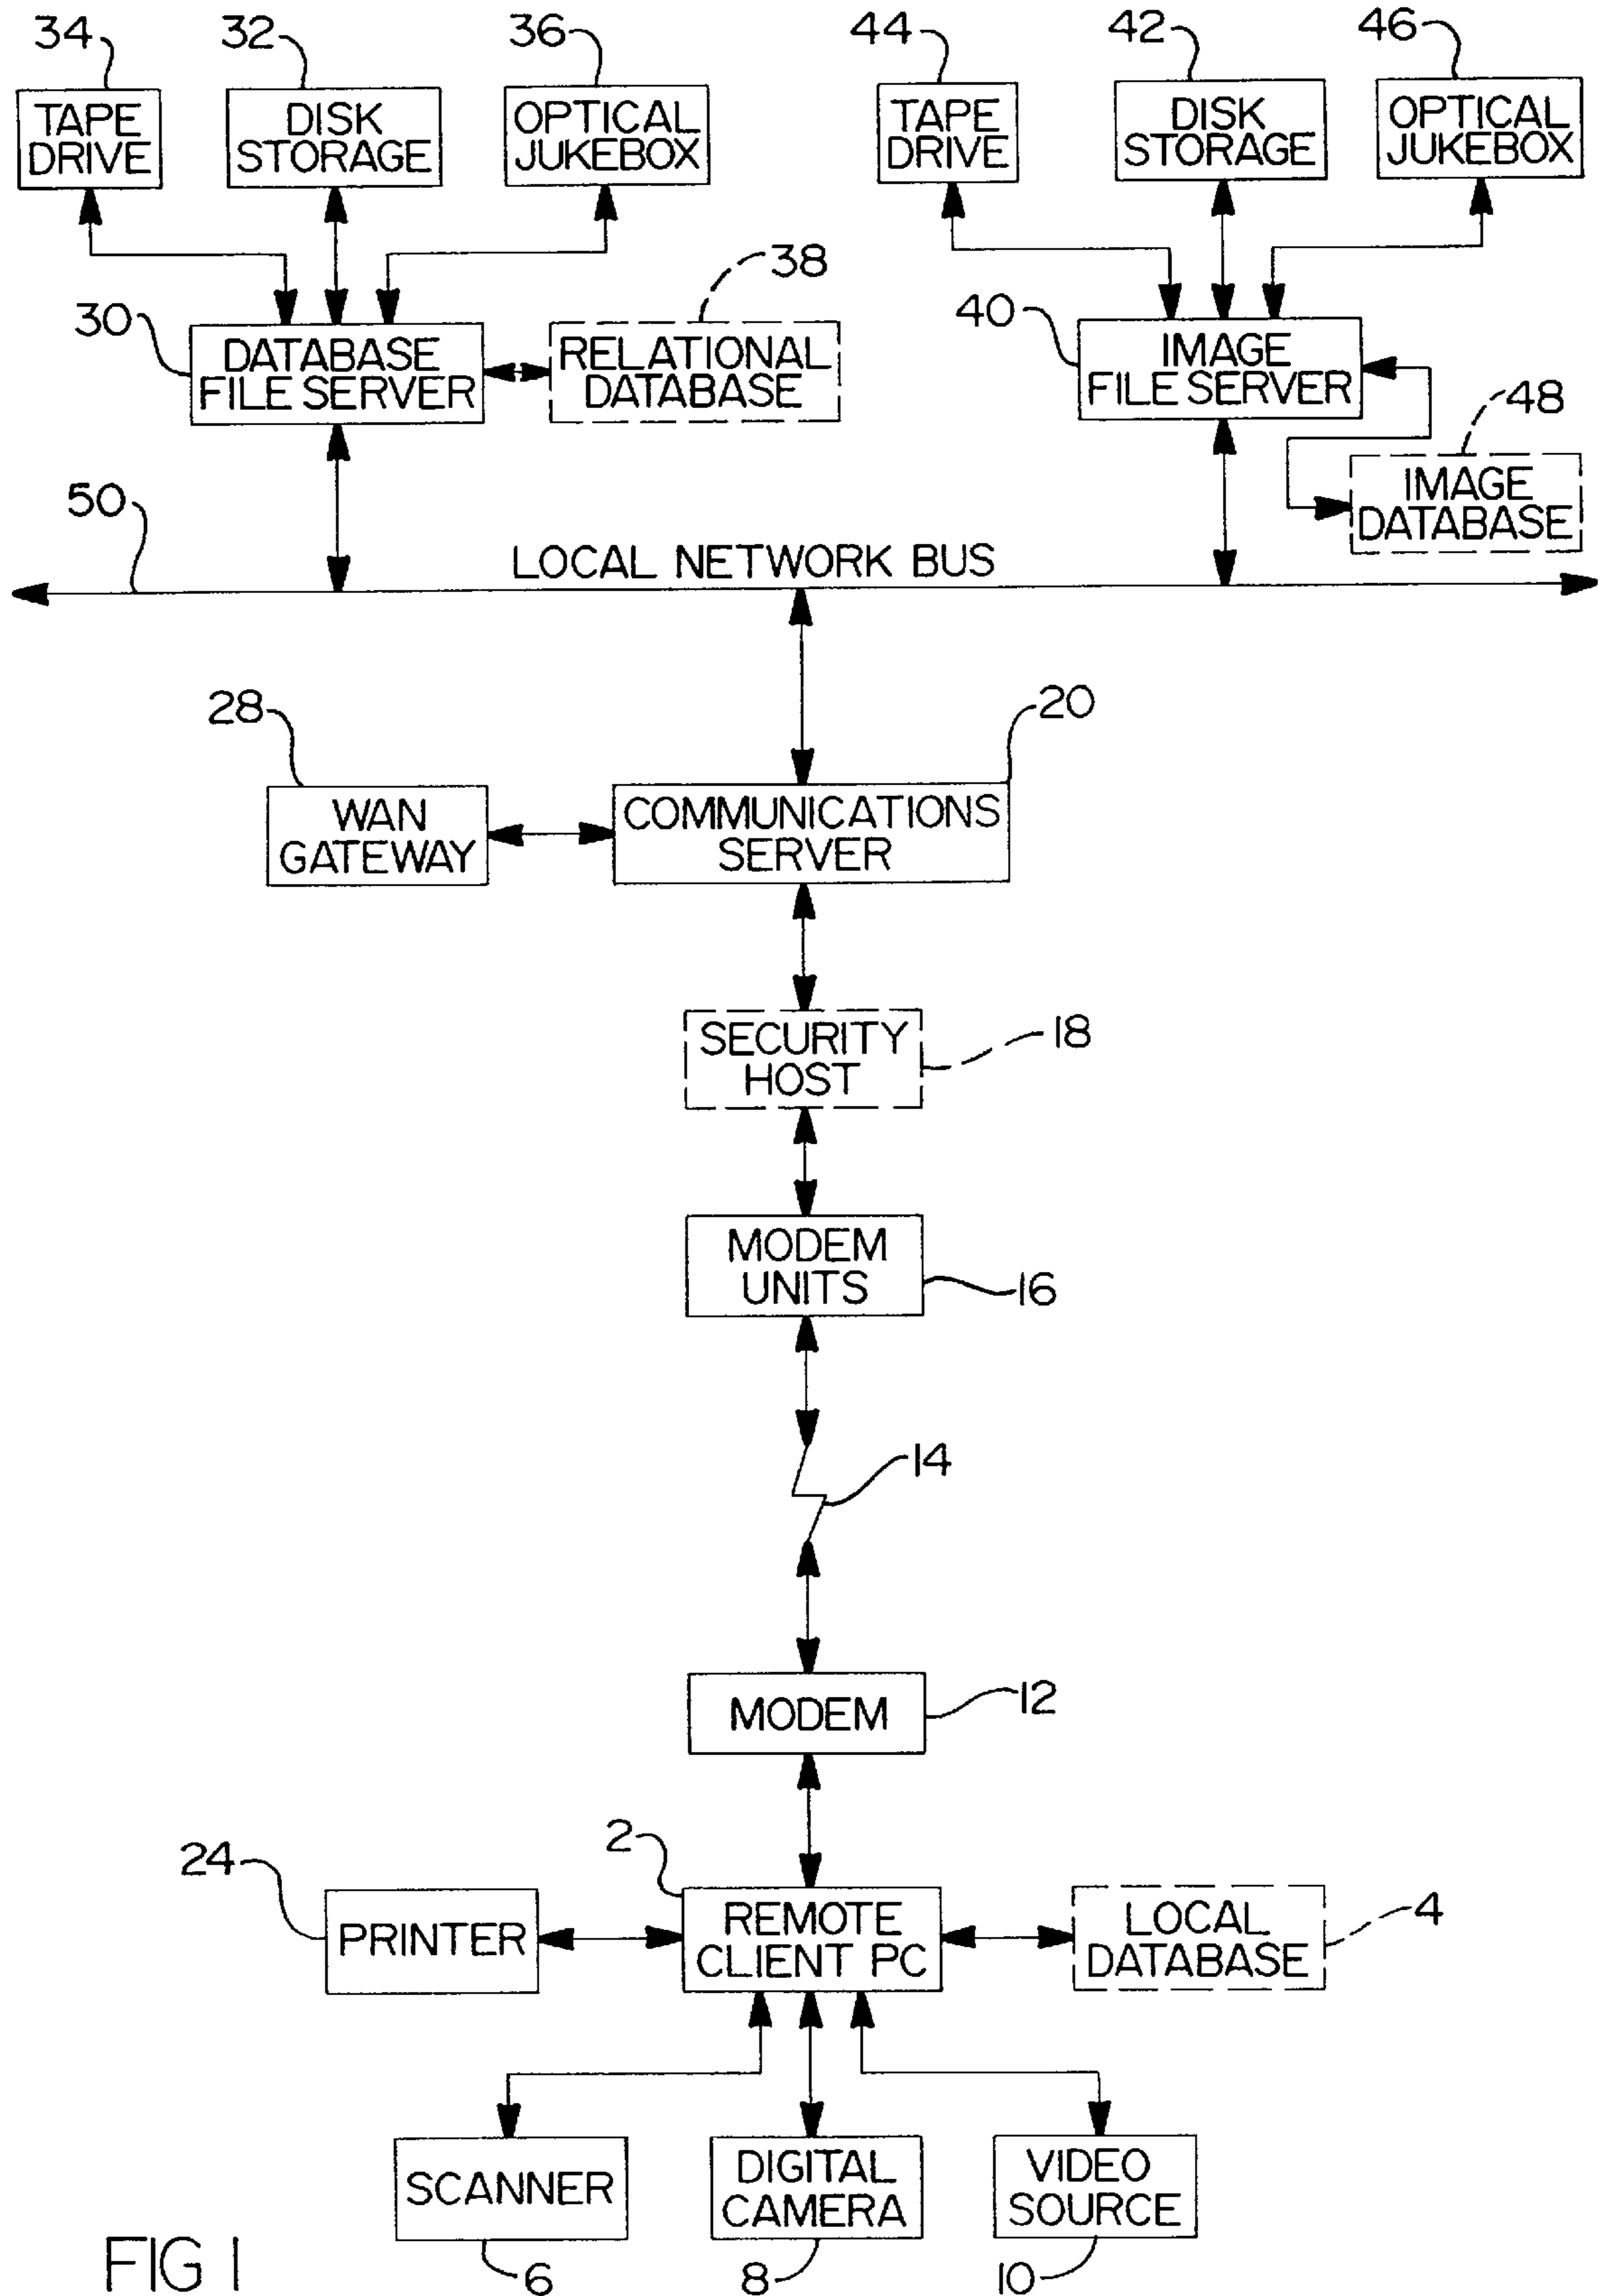 34
32
36
44
42
46
TAPE
DRIVE
DISK
STORAGE
OPTICAL
JUKEBOX
TAPE
DRIVE
DISK
STORAGE
OPTICAL
JUKEBOX
38
30
40
DATABASE
FILE SERVER
RELATIONAL
DATABASE
IMAGE
FILE SERVER
48
50
IMAGE
DATABASE
LOCAL NETWORK BUS
28
20
WAN
GATEWAY
COMMUNICATIONS
SERVER
SECURITY
HOST
18
MODEM
UNITS
16
14
MODEM
12
2
24
PRINTER
REMOTE
CLIENT PC
LOCAL
DATABASE
4
SCANNER
DIGITAL
CAMERA
VIDEO
SOURCE
6
8
10
FIG 1